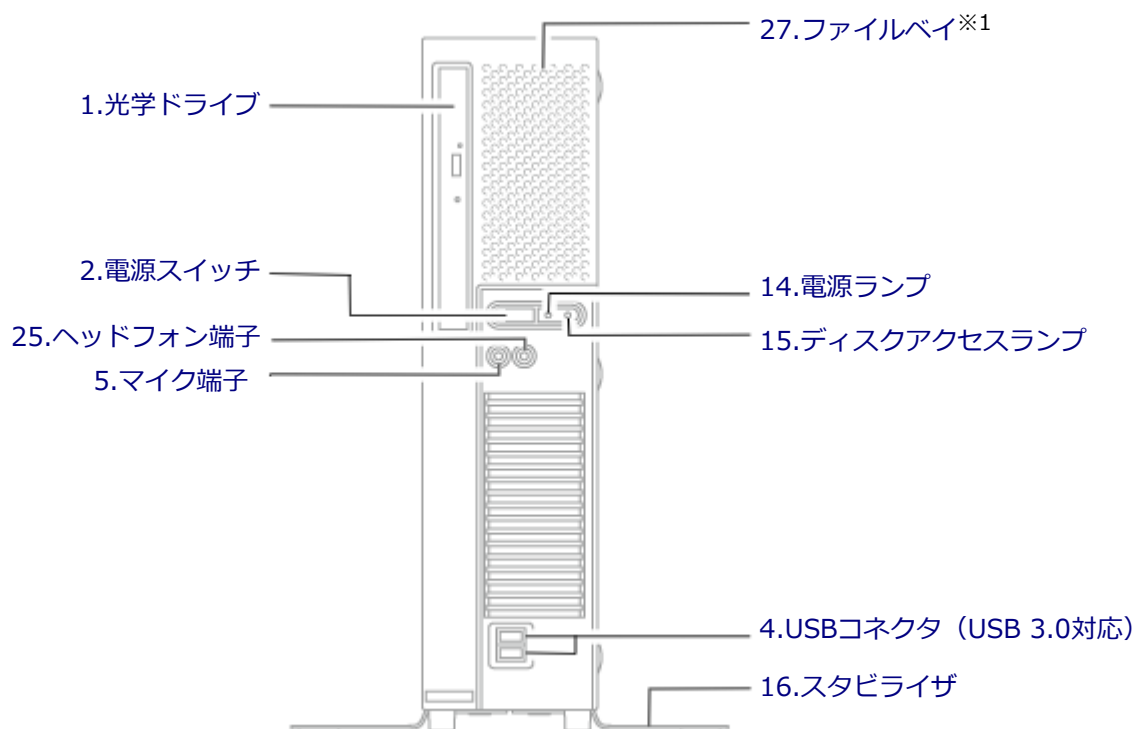 27.ファイルベイ※1
1.光学ドライブ
2.電源スイッチ
14.電源ランプ
25.ヘッドフォン端子
15.ディスクアクセスランプ
5.マイク端子
4.USBコネクタ（USB 3.0対応）
16.スタビライザ